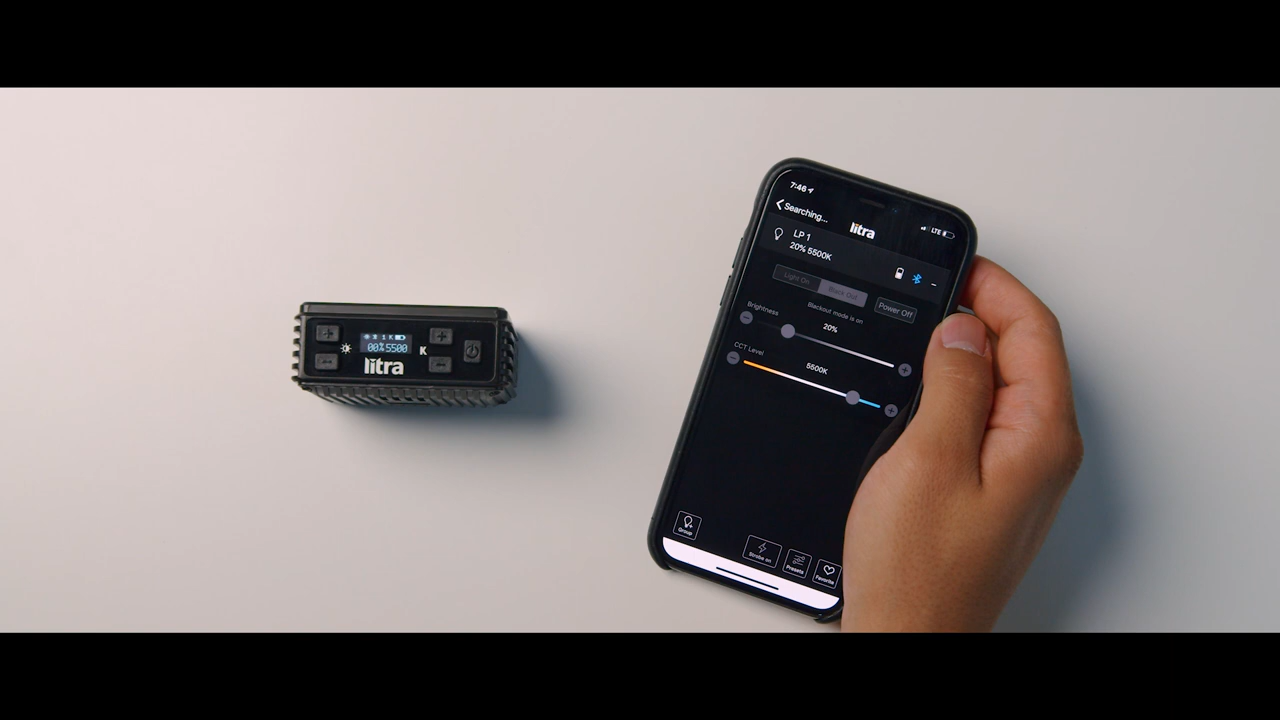 00% 5500
K
litra
7:46
Searching...
LTE
litra
LP 1
20% 5500K
Light On
Black Out
Power Off
Blackout mode is on
Brightness
20%
CCT Level
5500K
Group
Strobe on
Presets
Favorite